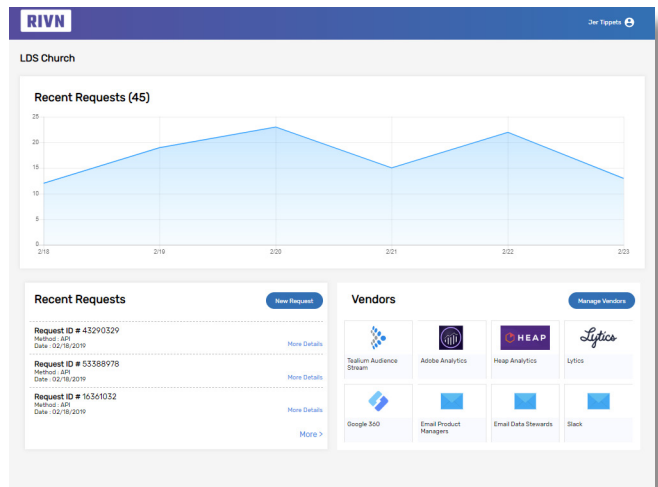 RIVN
Jer Tippets
LDS Church
Recent Requests (45)
25
20
15
10
5
0
2/18 2/19 2/20 2/21 2/22 2/23
Recent Requests
New Request
Request ID # 43290329
Method : API
Date : 02/18/2019
More Details
Request ID # 53388978
Method : API
Date : 02/18/2019
More Details
Request ID # 16361032
Method : API
Date : 02/18/2019
More Details
More >
Vendors
Manage Vendors
HEAP
Lytics
Tealium Audience
Stream
Adobe Analytics
Heap Analytics
Lytics
Google 360
Email Product
Managers
Email Data Stewards
Slack